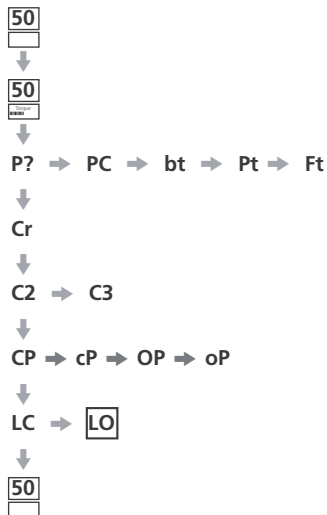 50
50
Torque
P? PC bt Pt Ft
Cr
C2 C3
CP cP OP oP
LC LO
50